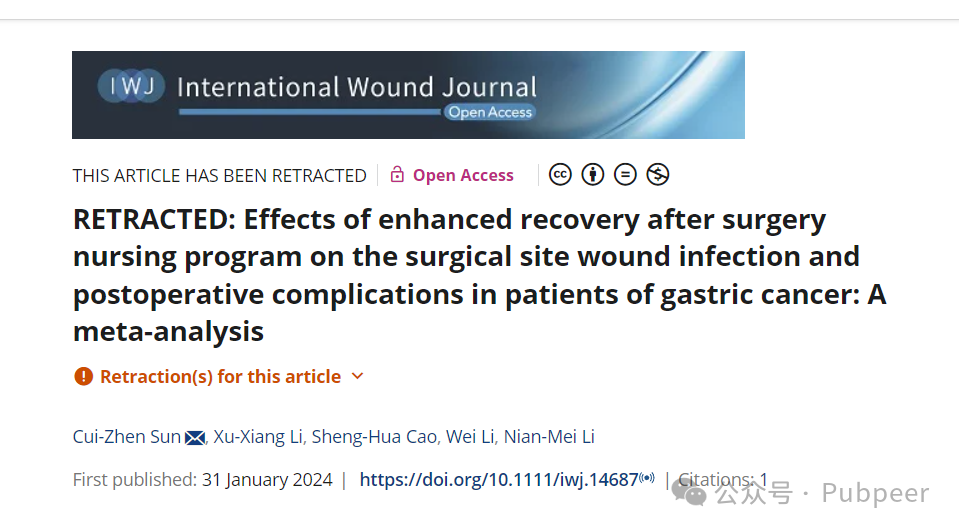 IWJ International Wound Journal
Open Access
THIS ARTICLE HAS BEEN RETRACTED Open Access
RETRACTED: Effects of enhanced recovery after surgery
nursing program on the surgical site wound infection and
postoperative complications in patients of gastric cancer: A
meta-analysis
Retraction(s) for this article
Cui-Zhen Sun, Xu-Xiang Li, Sheng-Hua Cao, Wei Li, Nian-Mei Li
First published: 31 January 2024 | https://doi.org/10.1111/iwj.14687 | Citations: 1
公众号 · Pubpeer